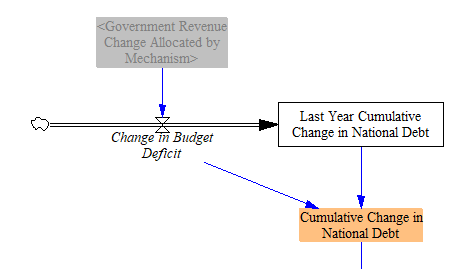 <Government Revenue
Change Allocated by
Mechanism>
Last Year Cumulative
Change in National Debt
Change in Budget
Deficit
Cumulative Change in
National Debt